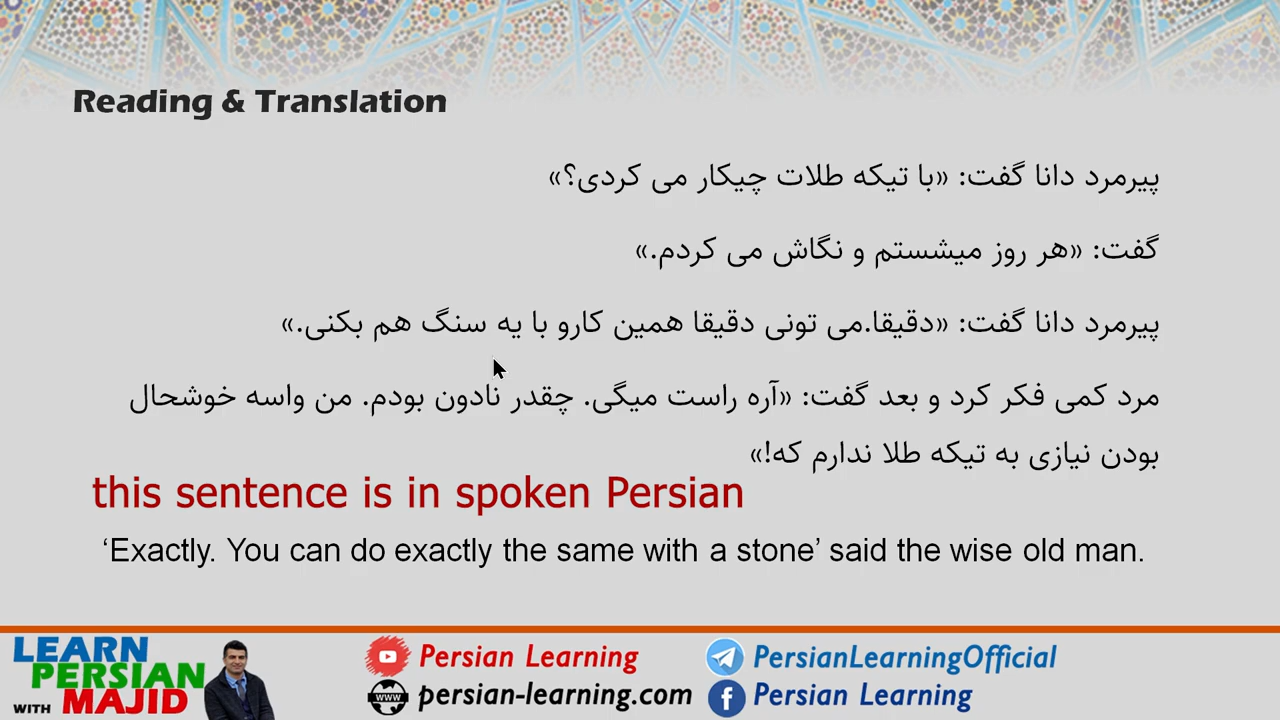 Reading & Translation
پیرمرد دانا گفت: «با تیکه طلات چیکار می کردی؟»
گفت: «هر روز میشستم و نگاش می کردم.»
پیرمرد دانا گفت: «دقیقا.می تونی دقیقا همین کارو با یه سنگ هم بکنی.»
مرد کمی فکر کرد و بعد گفت: «آره راست میگی. چقدر نادون بودم. من واسه خوشحال
بودن نیازی به تیکه طلا ندارم که!»
this sentence is in spoken Persian
‘Exactly. You can do exactly the same with a stone’ said the wise old man.
LEARN
PERSIAN
WITH MAJID
Persian Learning
PersianLearningOfficial
WWW persian-learning.com
Persian Learning